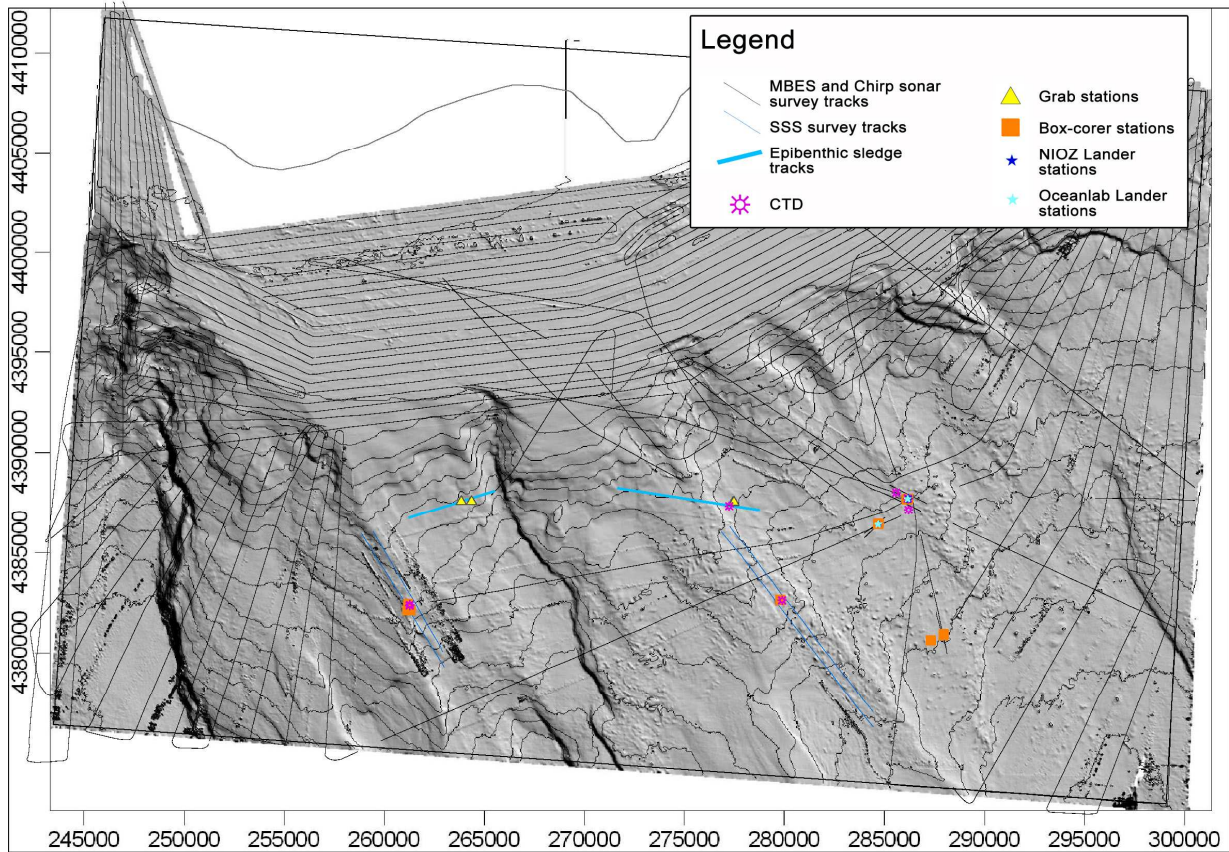 Legend
MBES and Chirp sonar
survey tracks
SSS survey tracks
Epibenthic sledge
tracks
CTD
Grab stations
Box-corer stations
NIOZ Lander
stations
Oceanlab Lander
stations
4410000
4405000
4400000
4395000
4390000
4385000
4380000
245000 250000 255000 260000 265000 270000 275000 280000 285000 290000 295000 300000